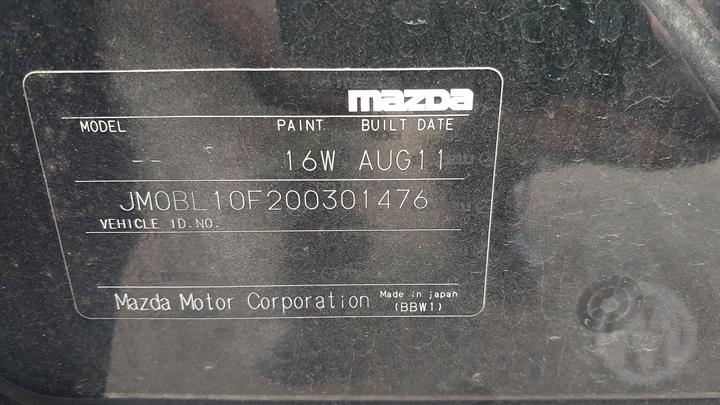 mazda
MODEL PAINT BUILT DATE
-- 16W AUG11
JM0BL10F200301476
VEHICLE ID.NO.
Mazda Motor Corporation Made in japan
(BBW1)